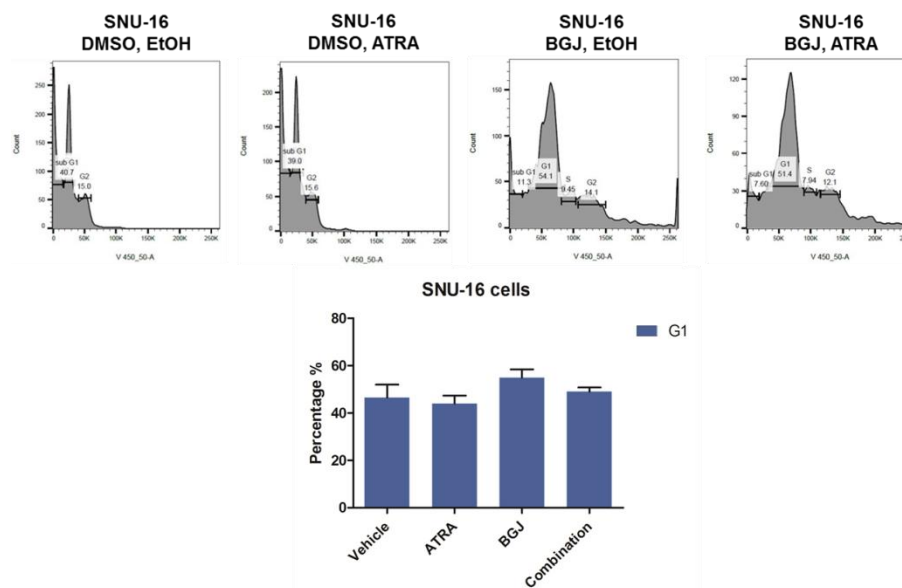 SNU-16
DMSO, EtOH
SNU-16
DMSO, ATRA
SNU-16
BGJ, EtOH
SNU-16
BGJ, ATRA
Count
250
200
150
100
50
0
sub G1
40.7
G2
15.0
0
50K
100K
150K
200K
250K
V 450_50-A
Count
200
150
100
50
0
sub G1
39.0
G2
15.6
0
50K
100K
150K
200K
250K
V 450_50-A
Count
200
150
100
50
0
sub G1
11.3
G1
54.1
S
9.45
G2
14.1
0
50K
100K
150K
200K
250K
V 450_50-A
Count
120
90
60
30
0
sub G1
7.60
G1
51.4
S
7.94
G2
12.1
0
50K
100K
150K
200K
V 450_50-A
SNU-16 cells
Percentage %
80
60
40
20
0
Vehicle
ATRA
BGJ
Combination
G1